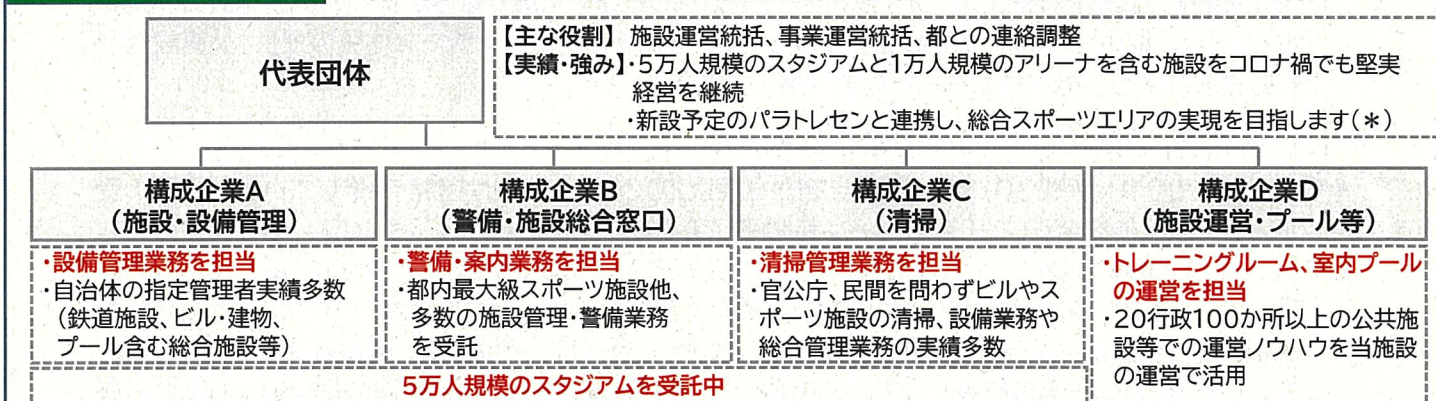 代表団体
【主な役割】 施設運営統括、事業運営統括、都との連絡調整
【実績・強み】・5万人規模のスタジアムと1万人規模のアリーナを含む施設をコロナ禍でも堅実
経営を継続
・新設予定のパラトレセンと連携し、総合スポーツエリアの実現を目指します(＊)
構成企業A
(施設・設備管理)
・設備管理業務を担当
・自治体の指定管理者実績多数
(鉄道施設、ビル・建物、
プール含む総合施設等)
構成企業B
(警備・施設総合窓口)
・警備・案内業務を担当
・都内最大級スポーツ施設他、
多数の施設管理・警備業務
を受託
構成企業C
(清掃)
・清掃管理業務を担当
・官公庁、民間を問わずビルやス
ポーツ施設の清掃、設備業務や
総合管理業務の実績多数
構成企業D
(施設運営・プール等)
・トレーニングルーム、室内プール
の運営を担当
・20行政100か所以上の公共施
設等での運営ノウハウを当施設
の運営で活用
5万人規模のスタジアムを受託中